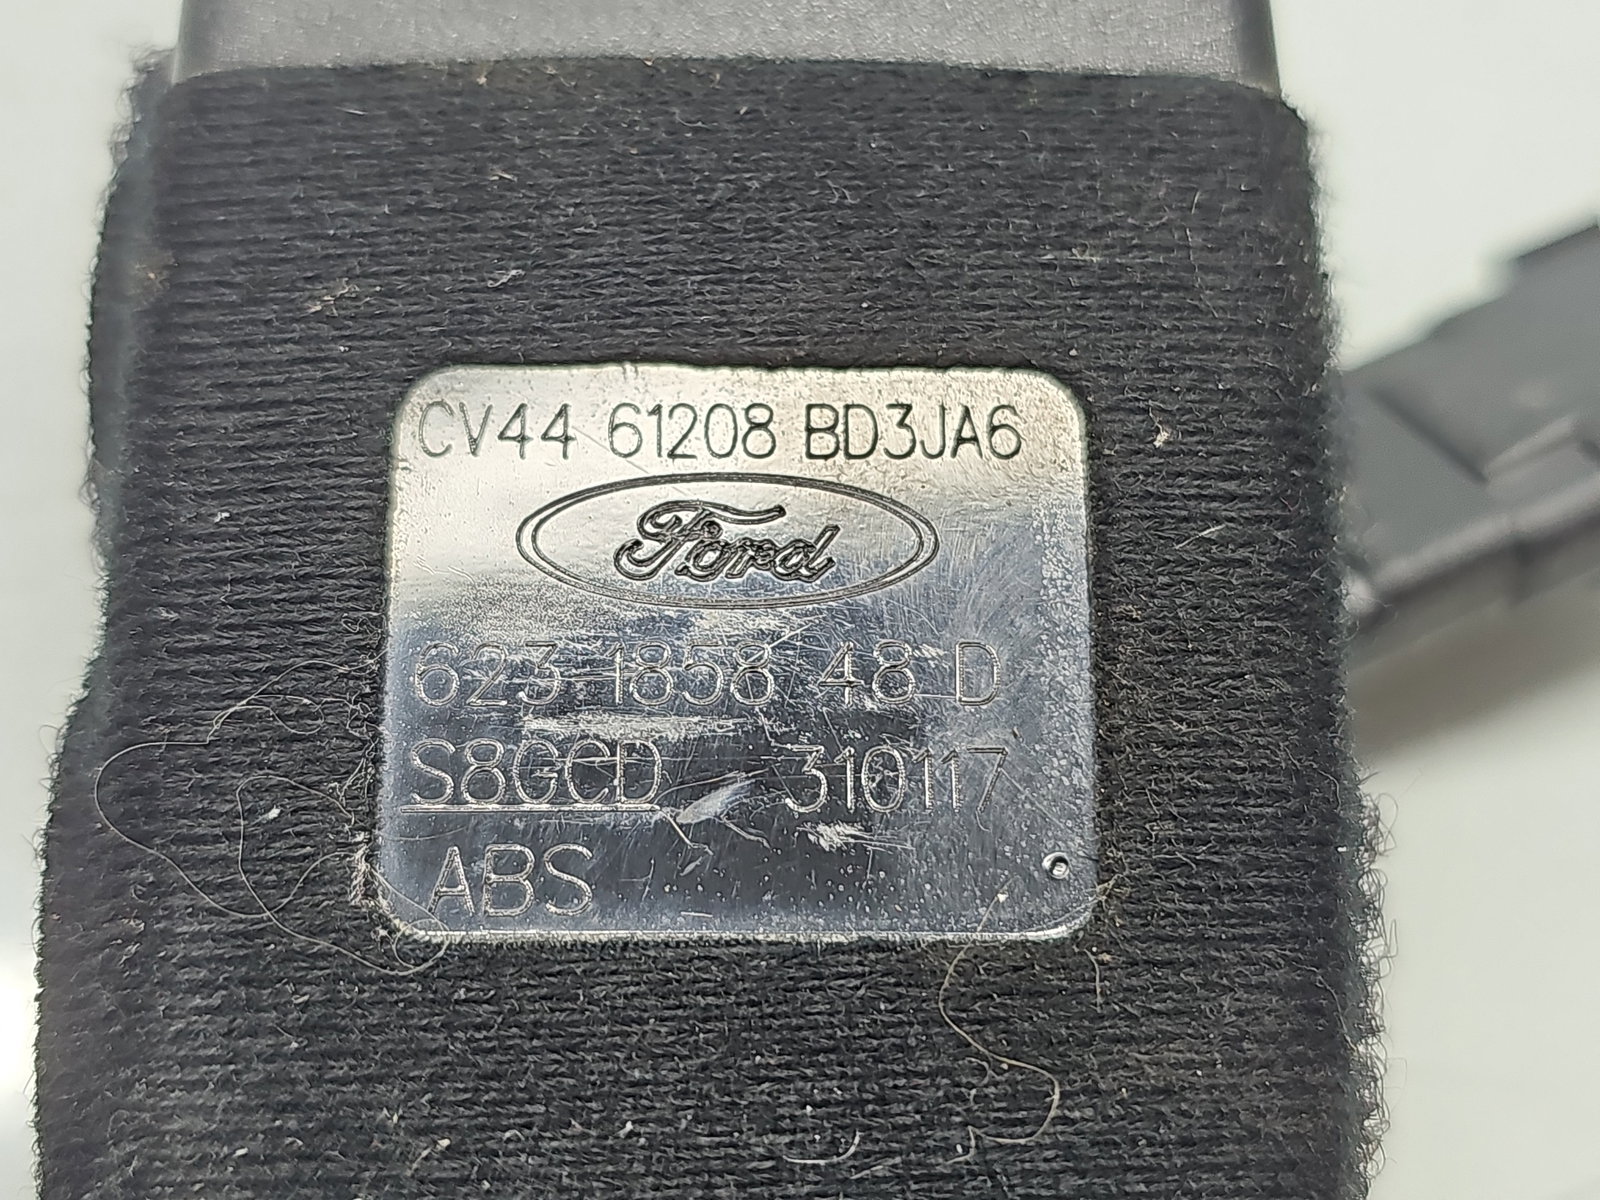 CV44 61208 BD3JA6
Ford
623 1858 48 D
S8GCD 310117
ABS